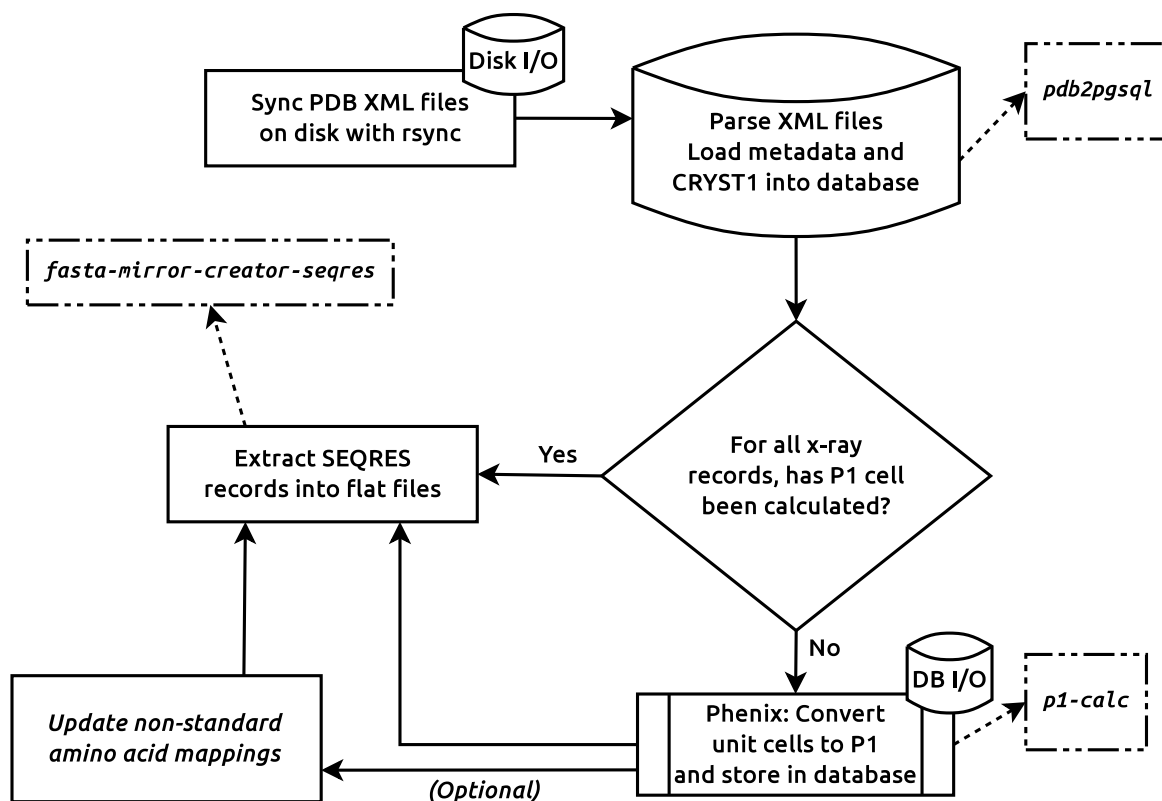 Disk I/O
Sync PDB XML files
on disk with rsync
Parse XML files
Load metadata and
CRYST1 into database
pdb2pgsql
fasta-mirror-creator-seqres
Extract SEQRES
records into flat files
Yes
For all x-ray
records, has P1 cell
been calculated?
No
DB I/O
Phenix: Convert
unit cells to P1
and store in database
p1-calc
Update non-standard
amino acid mappings
(Optional)